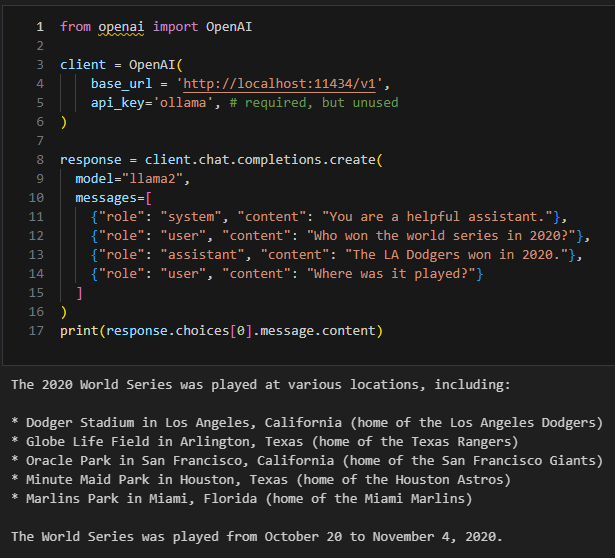 1 from openai import OpenAI
2
3 client = OpenAI(
4     base_url = 'http://localhost:11434/v1',
5     api_key='ollama', # required, but unused
6 )
7
8 response = client.chat.completions.create(
9   model="llama2",
10   messages=[
11     {"role": "system", "content": "You are a helpful assistant."},
12     {"role": "user", "content": "Who won the world series in 2020?"},
13     {"role": "assistant", "content": "The LA Dodgers won in 2020."},
14     {"role": "user", "content": "Where was it played?"}
15   ]
16 )
17 print(response.choices[0].message.content)
The 2020 World Series was played at various locations, including:
* Dodger Stadium in Los Angeles, California (home of the Los Angeles Dodgers)
* Globe Life Field in Arlington, Texas (home of the Texas Rangers)
* Oracle Park in San Francisco, California (home of the San Francisco Giants)
* Minute Maid Park in Houston, Texas (home of the Houston Astros)
* Marlins Park in Miami, Florida (home of the Miami Marlins)
The World Series was played from October 20 to November 4, 2020.